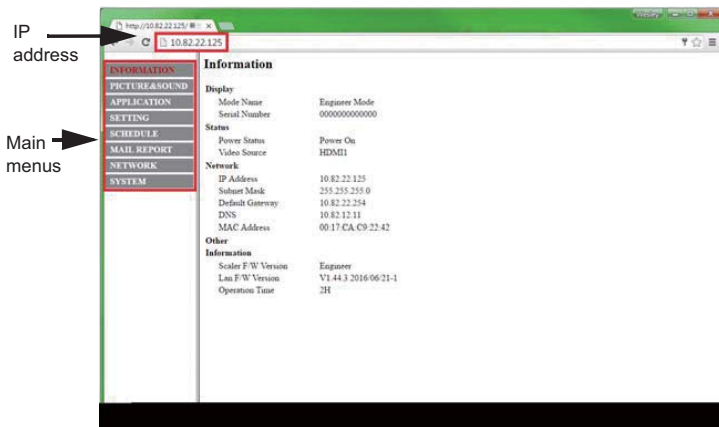 IP
address
http://10.82.22.125/
10.82.22.125
Main
menus
INFORMATION
PICTURE&SOUND
APPLICATION
SETTING
SCHEDULE
MAIL REPORT
NETWORK
SYSTEM
Information
Display
Mode Name Engineer Mode
Serial Number 0000000000000
Status
Power Status Power On
Video Source HDMI1
Network
IP Address 10.82.22.125
Subnet Mask 255.255.255.0
Default Gateway 10.82.22.254
DNS 10.82.12.11
MAC Address 00:17:CA:C9:22:42
Other
Information
Scaler F/W Version Engineer
Lan F/W Version V1.44.3.2016/06/21-1
Operation Time 2H